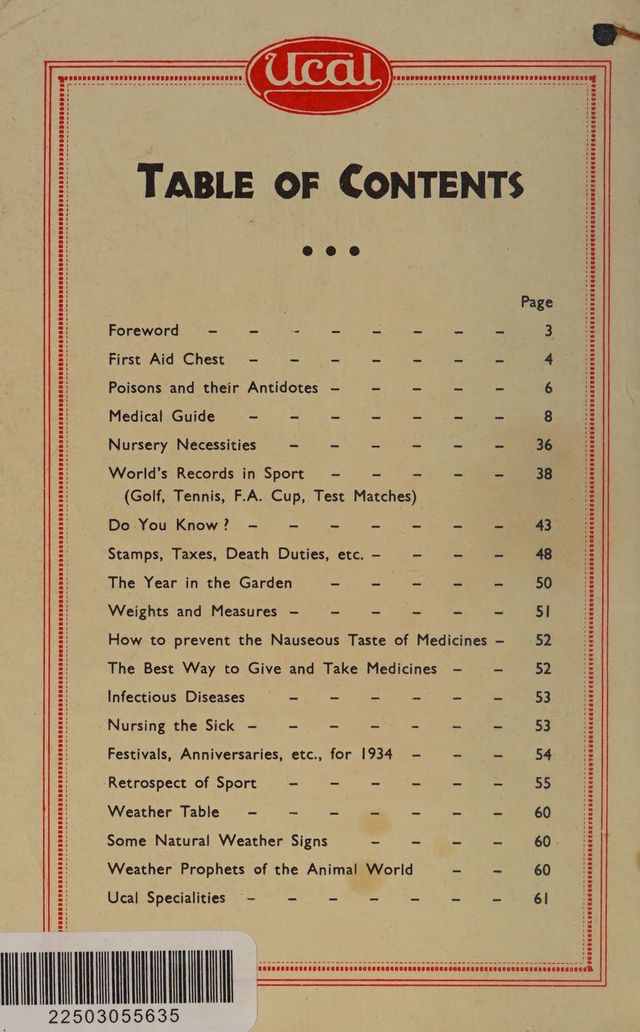 Ucal
TABLE OF CONTENTS
• • •
Page
Foreword – – – – – – – – 3
First Aid Chest – – – – – – – 4
Poisons and their Antidotes – – – – – 6
Medical Guide – – – – – – – 8
Nursery Necessities – – – – – – 36
World's Records in Sport – – – – – 38
(Golf, Tennis, F.A. Cup, Test Matches)
Do You Know? – – – – – – – 43
Stamps, Taxes, Death Duties, etc. – – – – 48
The Year in the Garden – – – – – 50
Weights and Measures – – – – – – 51
How to prevent the Nauseous Taste of Medicines – 52
The Best Way to Give and Take Medicines – – 52
Infectious Diseases – – – – – – 53
Nursing the Sick – – – – – – – 53
Festivals, Anniversaries, etc., for 1934 – – – 54
Retrospect of Sport – – – – – – 55
Weather Table – – – – – – – 60
Some Natural Weather Signs – – – – 60
Weather Prophets of the Animal World – – 60
Ucal Specialities – – – – – – – 61
22503055635